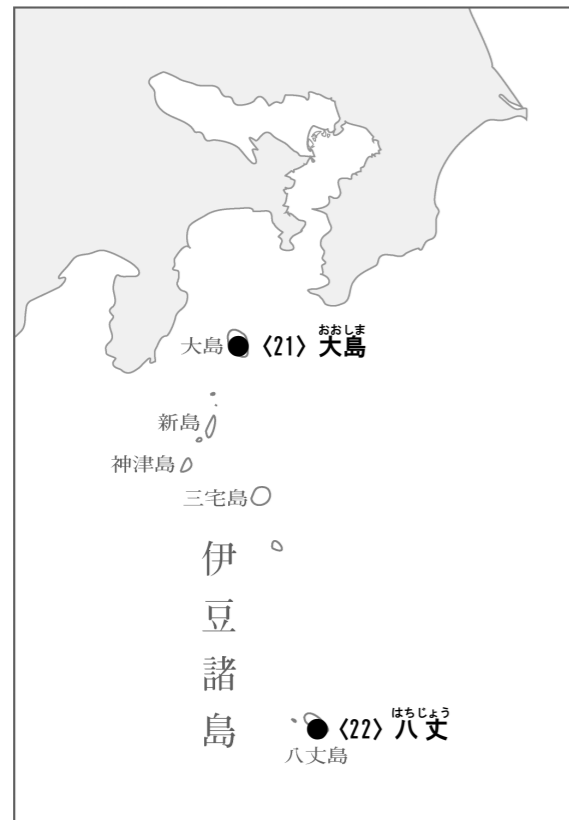 大島
おおしま
〈21〉 大島
新島
神津島
三宅島
伊豆諸島
はちじょう
〈22〉 八丈
八丈島